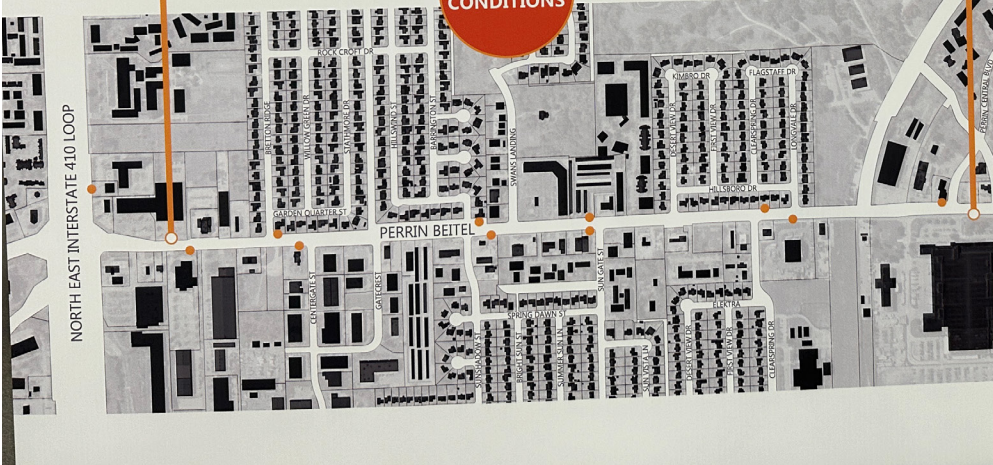 CONDITIONS
ROCK CROFT DR
KIMBRO DR
FLAGSTAFF DR
PERRIN CENTRAL BLVD
NORTH EAST INTERSTATE 410 LOOP
BRETTON RIDGE
WILLOW GREEN DR
STATHMORE DR
HILLSWIND ST
BARRINGTON ST
SWANS LANDING
DESERT VIEW DR
FIRST VIEW DR
CLEARSPRING DR
LONGVALE DR
HILLSBORO DR
GARDEN QUARTER ST
PERRIN BEITEL
CENTERGATE ST
GATECREST
SUN GATE ST
SPRING DAWN ST
ELEKTRA
SUNSHADOW ST
BRIGHT SUN ST
SUMMER SUN LN
SUN VISTA LN
DESERT VIEW DR
FIRST VIEW DR
CLEARSPRING DR